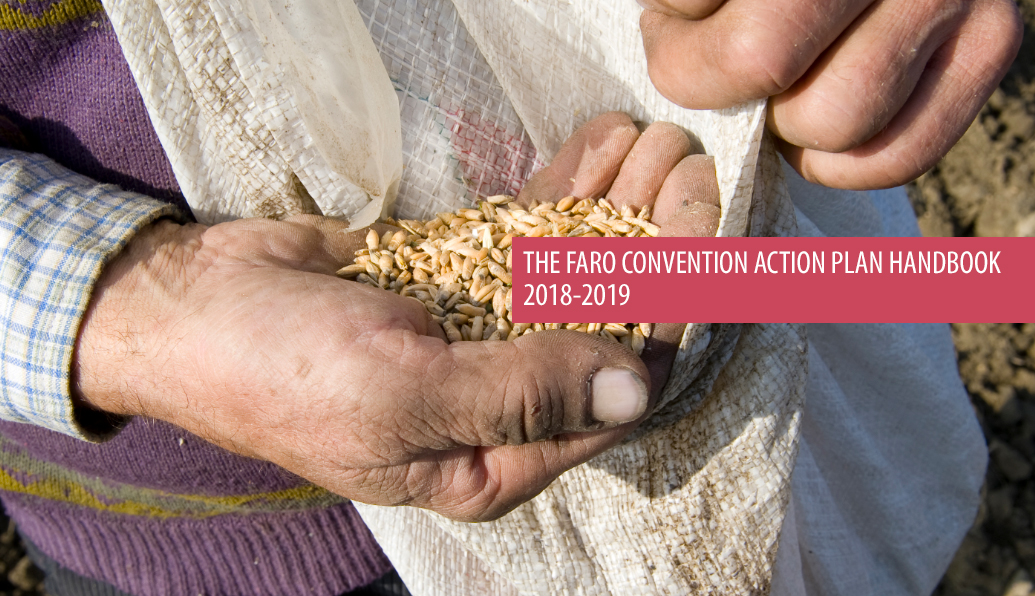 THE FARO CONVENTION ACTION PLAN HANDBOOK
2018-2019